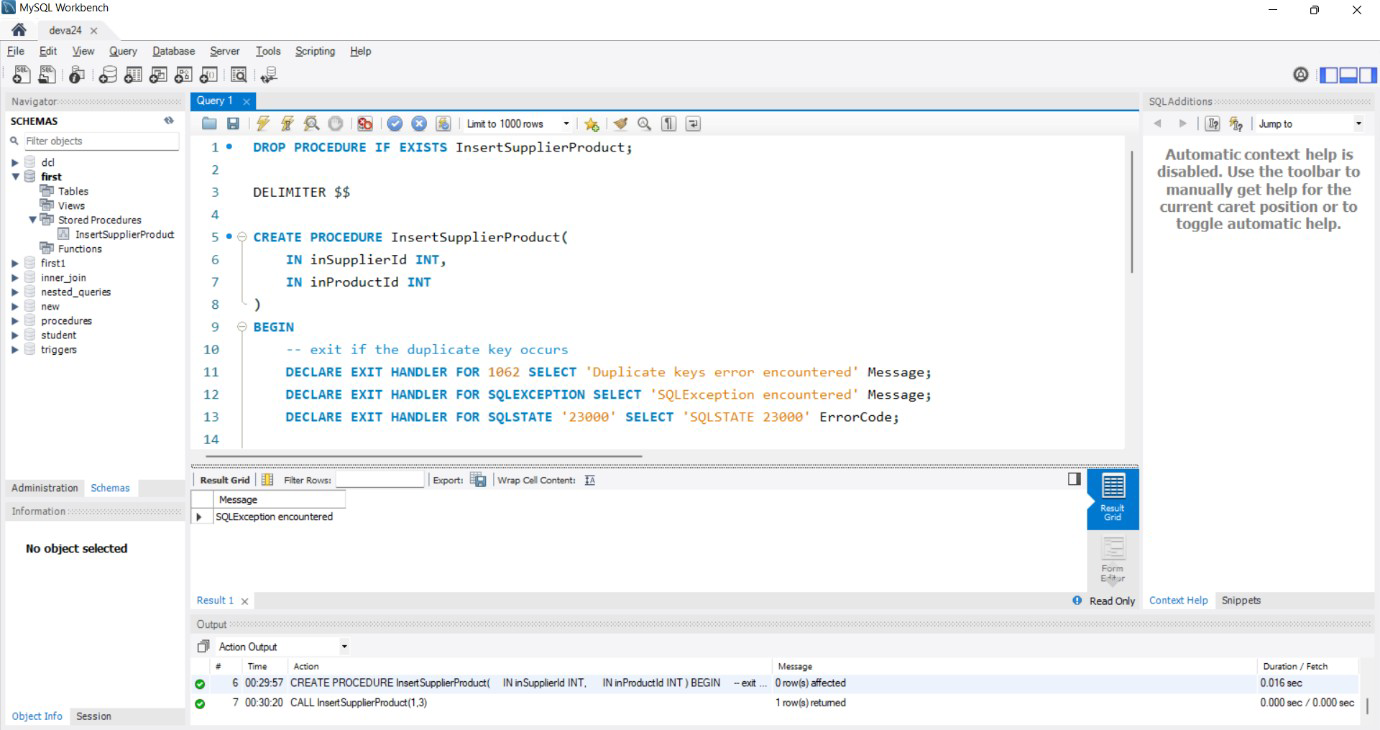 MySQL Workbench
deva24
File Edit View Query Database Server Tools Scripting Help
Navigator
SCHEMAS
Filter objects
dcl
first
Tables
Views
Stored Procedures
InsertSupplierProduct
Functions
first1
inner_join
nested_queries
new
procedures
student
triggers
Administration Schemas
Information
No object selected
Object Info Session
Query 1
Limit to 1000 rows
1 DROP PROCEDURE IF EXISTS InsertSupplierProduct;
2
3 DELIMITER $$
4
5 CREATE PROCEDURE InsertSupplierProduct(
6 IN inSupplierId INT,
7 IN inProductId INT
8 )
9 BEGIN
10 -- exit if the duplicate key occurs
11 DECLARE EXIT HANDLER FOR 1062 SELECT 'Duplicate keys error encountered' Message;
12 DECLARE EXIT HANDLER FOR SQLEXCEPTION SELECT 'SQLException encountered' Message;
13 DECLARE EXIT HANDLER FOR SQLSTATE '23000' SELECT 'SQLSTATE 23000' ErrorCode;
14
Result Grid Filter Rows: Export: Wrap Cell Content:
Message
SQLException encountered
Result Grid
Form Editor
Result 1
Read Only
Output
Action Output
# Time Action Message Duration / Fetch
6 00:29:57 CREATE PROCEDURE InsertSupplierProduct( IN inSupplierId INT, IN inProductId INT ) BEGIN -- exit ... 0 row(s) affected 0.016 sec
7 00:30:20 CALL InsertSupplierProduct(1,3) 1 row(s) returned 0.000 sec / 0.000 sec
SQLAdditions
Jump to
Automatic context help is
disabled. Use the toolbar to
manually get help for the
current caret position or to
toggle automatic help.
Context Help Snippets